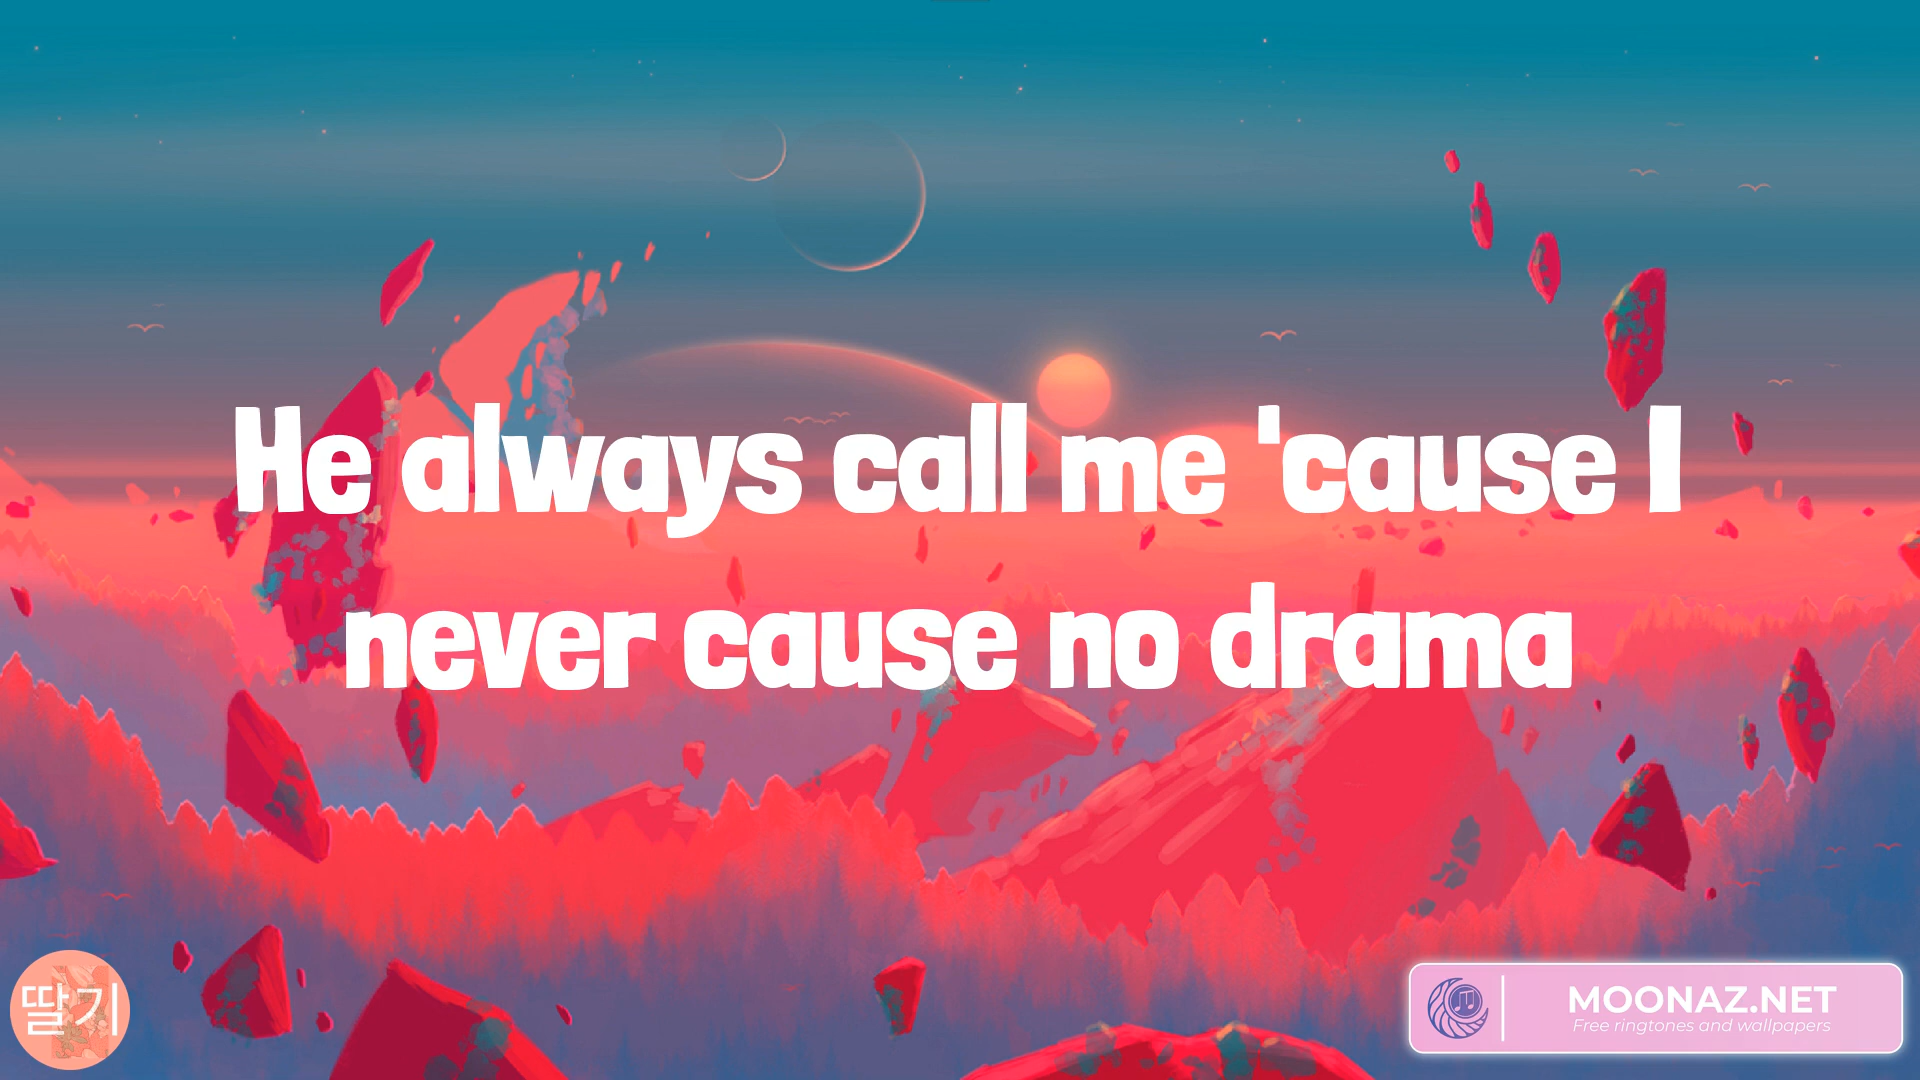 He always call me 'cause I
never cause no drama
딸기
MOONAZ.NET
Free ringtones and wallpapers